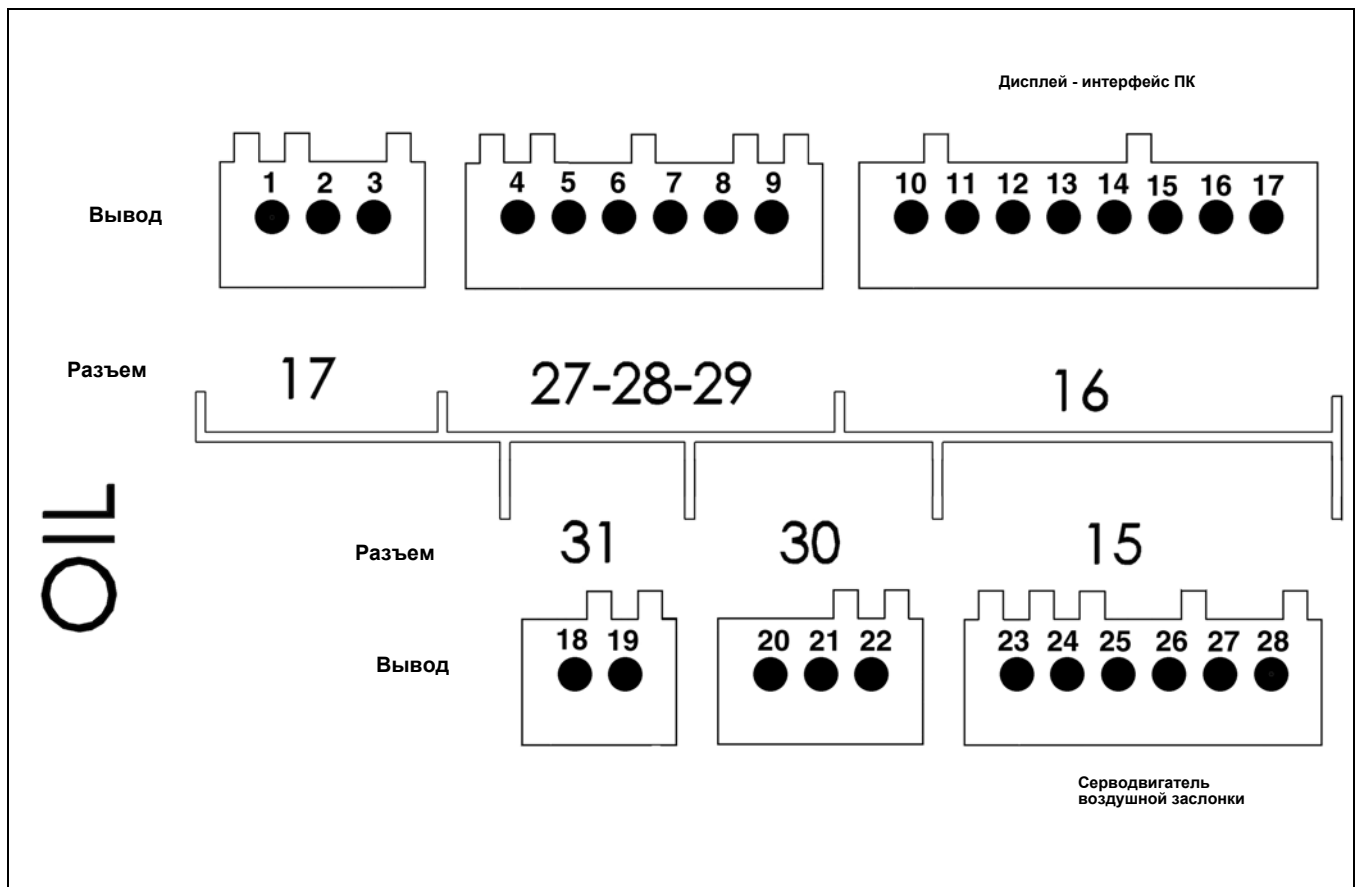 Дисплей - интерфейс ПК
1 2 3 4 5 6 7 8 9 10 11 12 13 14 15 16 17
Вывод
Разъем 17 27-28-29 16
OIL
Разъем 31 30 15
18 19 20 21 22 23 24 25 26 27 28
Вывод
Серводвигатель
воздушной заслонки